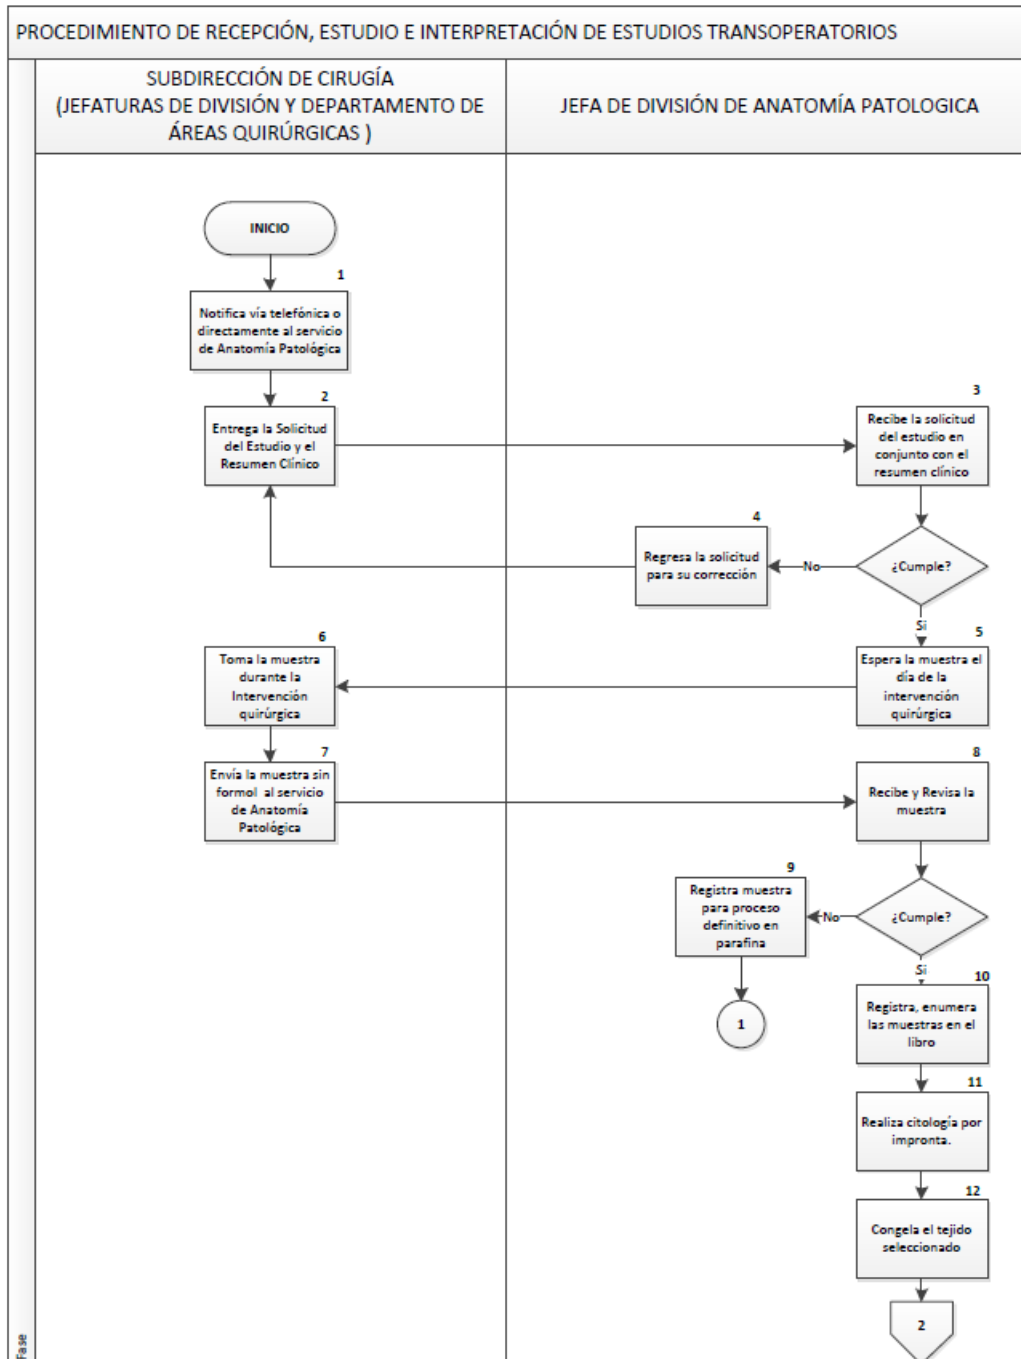 PROCEDIMIENTO DE RECEPCIÓN, ESTUDIO E INTERPRETACIÓN DE ESTUDIOS TRANSOPERATORIOS
SUBDIRECCIÓN DE CIRUGÍA
(JEFATURAS DE DIVISIÓN Y DEPARTAMENTO DE
ÁREAS QUIRÚRGICAS )
JEFA DE DIVISIÓN DE ANATOMÍA PATOLOGICA
INICIO
1
Notifica vía telefónica o
directamente al servicio
de Anatomía Patológica
2
Entrega la Solicitud
del Estudio y el
Resumen Clínico
3
Recibe la solicitud
del estudio en
conjunto con el
resumen clínico
4
Regresa la solicitud
para su corrección
No
¿Cumple?
Si
5
Espera la muestra el
día de la
intervención
quirúrgica
6
Toma la muestra
durante la
Intervención
quirúrgica
7
Envía la muestra sin
formol al servicio
de Anatomía
Patológica
8
Recibe y Revisa la
muestra
9
Registra muestra
para proceso
definitivo en
parafina
No
¿Cumple?
Si
1
10
Registra, enumera
las muestras en el
libro
11
Realiza citología por
impronta.
12
Congela el tejido
seleccionado
2
Fase